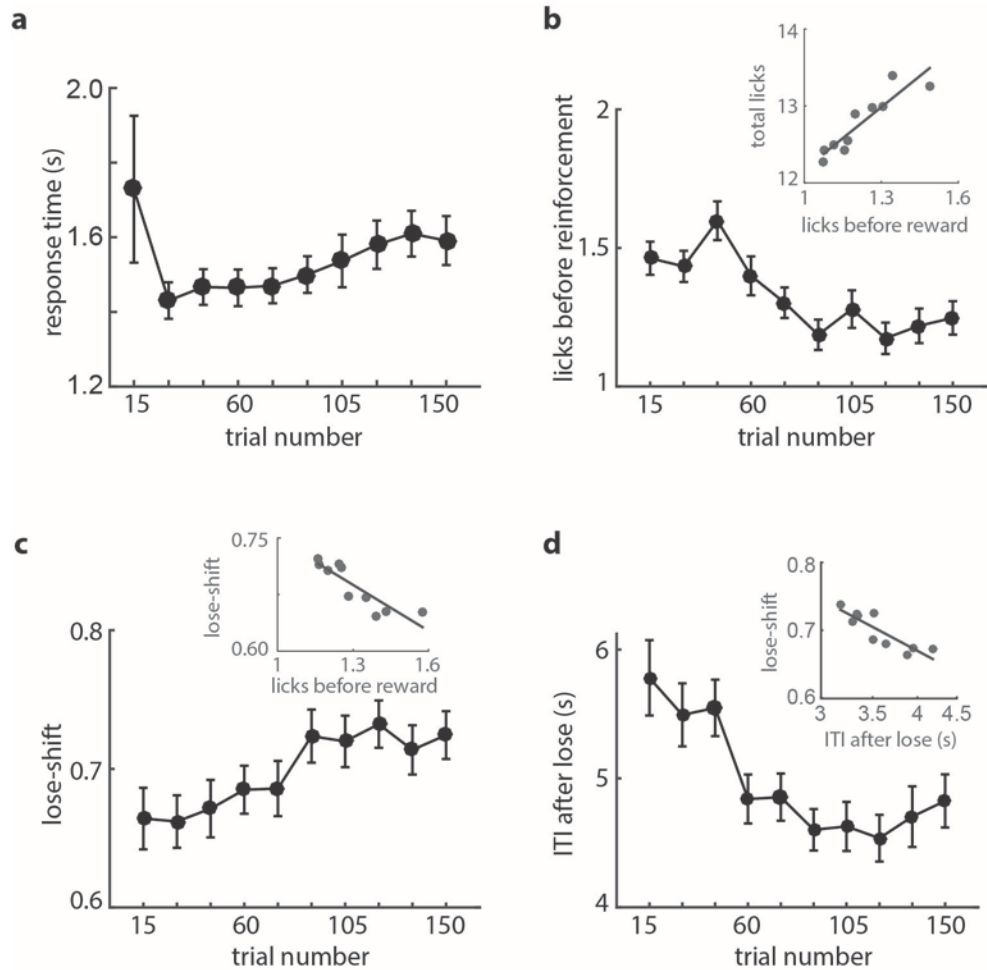 a
2.0
1.8
1.6
1.4
1.2
response time (s)
15 60 105 150
trial number
b
2
1.5
1
licks before reinforcement
15 60 105 150
trial number
14
13
12
total licks
1 1.3 1.6
licks before reward
c
0.8
0.7
0.6
lose-shift
15 60 105 150
trial number
0.75
0.60
lose-shift
1 1.3 1.6
licks before reward
d
6
5
4
ITI after lose (s)
15 60 105 150
trial number
0.8
0.7
0.6
lose-shift
3 3.5 4 4.5
ITI after lose (s)